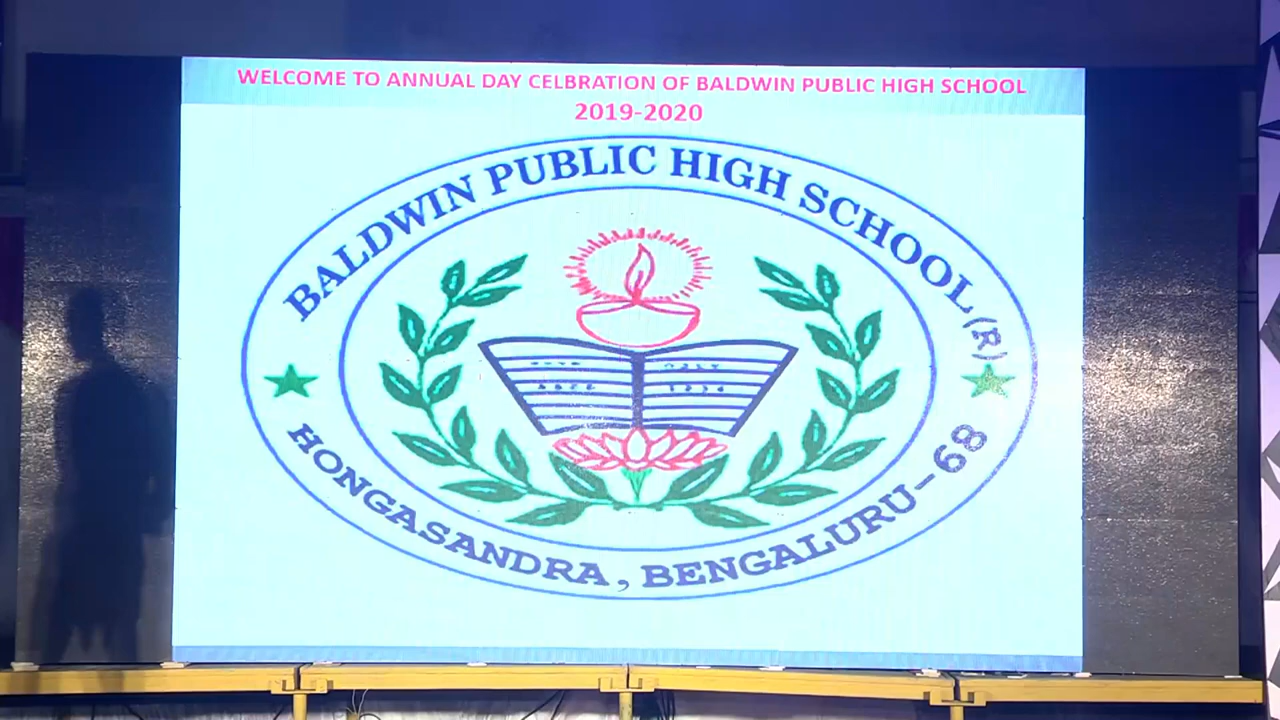 WELCOME TO ANNUAL DAY CELBRATION OF BALDWIN PUBLIC HIGH SCHOOL
2019-2020
BALDWIN PUBLIC HIGH SCHOOL (R)
HONGASANDRA, BENGALURU-68